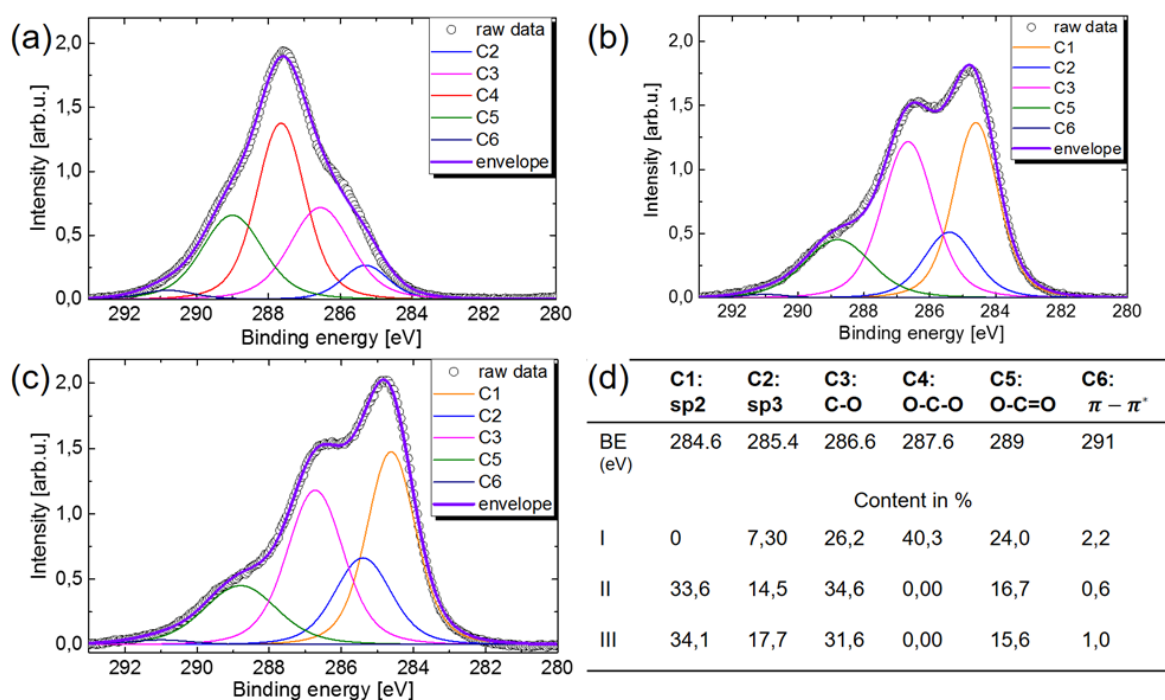 (a)
2,0
1,5
1,0
0,5
0,0
Intensity [arb.u.]
raw data
C2
C3
C4
C5
C6
envelope
292 290 288 286 284 282 280
Binding energy [eV]
(b)
2,0
1,5
1,0
0,5
0,0
Intensity [arb.u.]
raw data
C1
C2
C3
C5
C6
envelope
292 290 288 286 284 282 280
Binding energy [eV]
(c)
2,0
1,5
1,0
0,5
0,0
Intensity [arb.u.]
raw data
C1
C2
C3
C5
C6
envelope
292 290 288 286 284 282 280
Binding energy [eV]
(d)
C1: C2: C3: C4: C5: C6:
sp2 sp3 C-O O-C-O O-C=O π − π*
BE 284.6 285.4 286.6 287.6 289 291
(eV)
Content in %
I 0 7,30 26,2 40,3 24,0 2,2
II 33,6 14,5 34,6 0,00 16,7 0,6
III 34,1 17,7 31,6 0,00 15,6 1,0